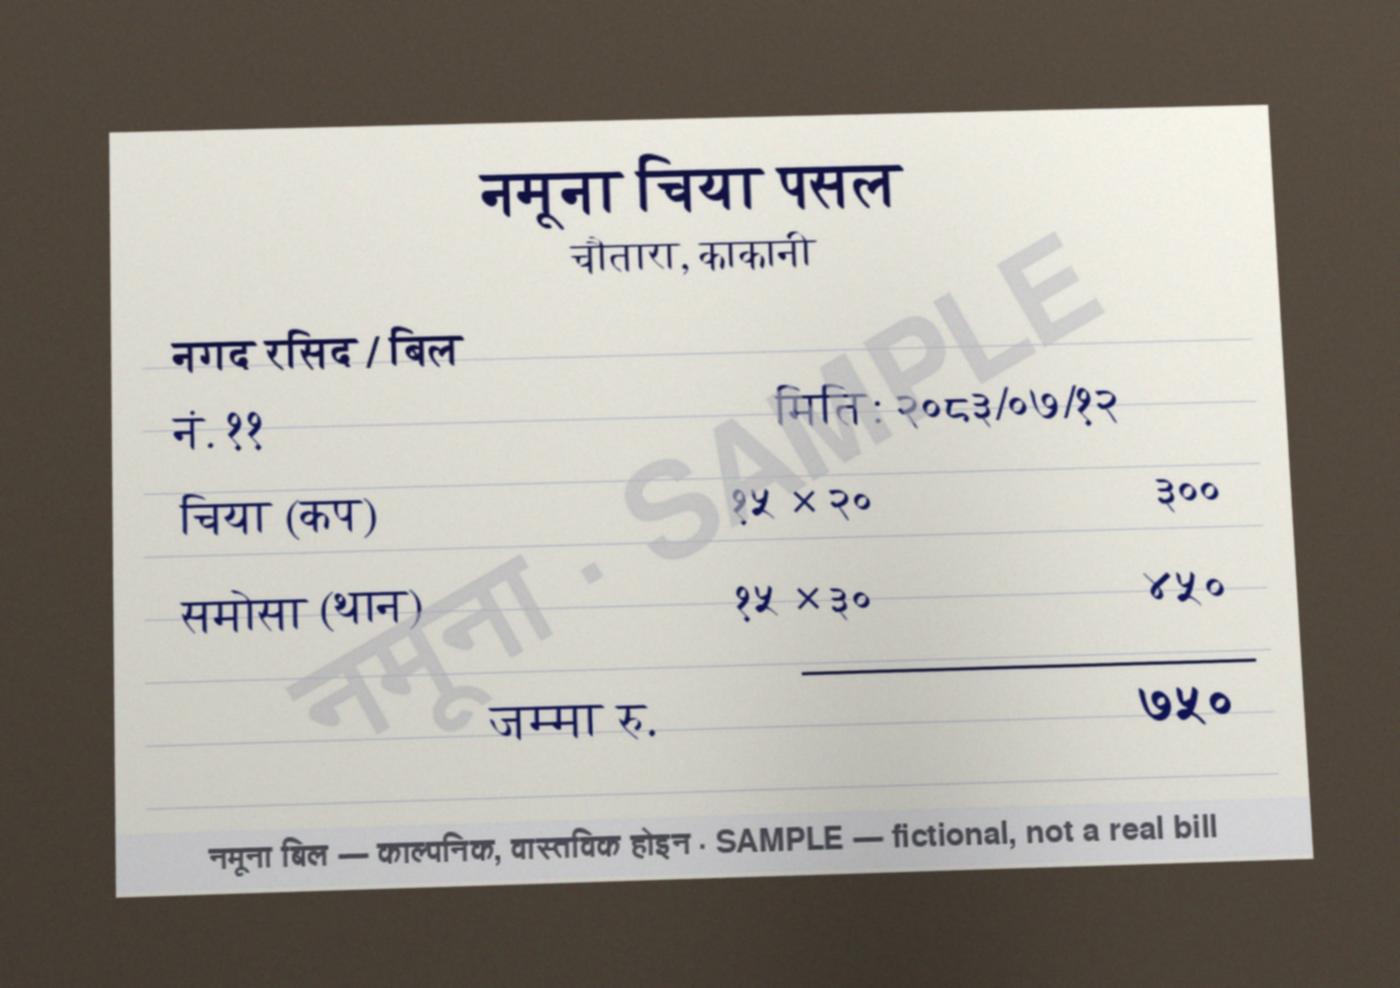 नमूना चिया पसल
चौतारा, काकानी
नगद रसिद / बिल
नं. ११ मिति : २०८३/०७/१२
चिया (कप) १५ × २० ३००
समोसा (थान) १५ × ३० ४५०
जम्मा रु. ७५०
नमूना · SAMPLE
नमूना बिल — काल्पनिक, वास्तविक होइन · SAMPLE — fictional, not a real bill